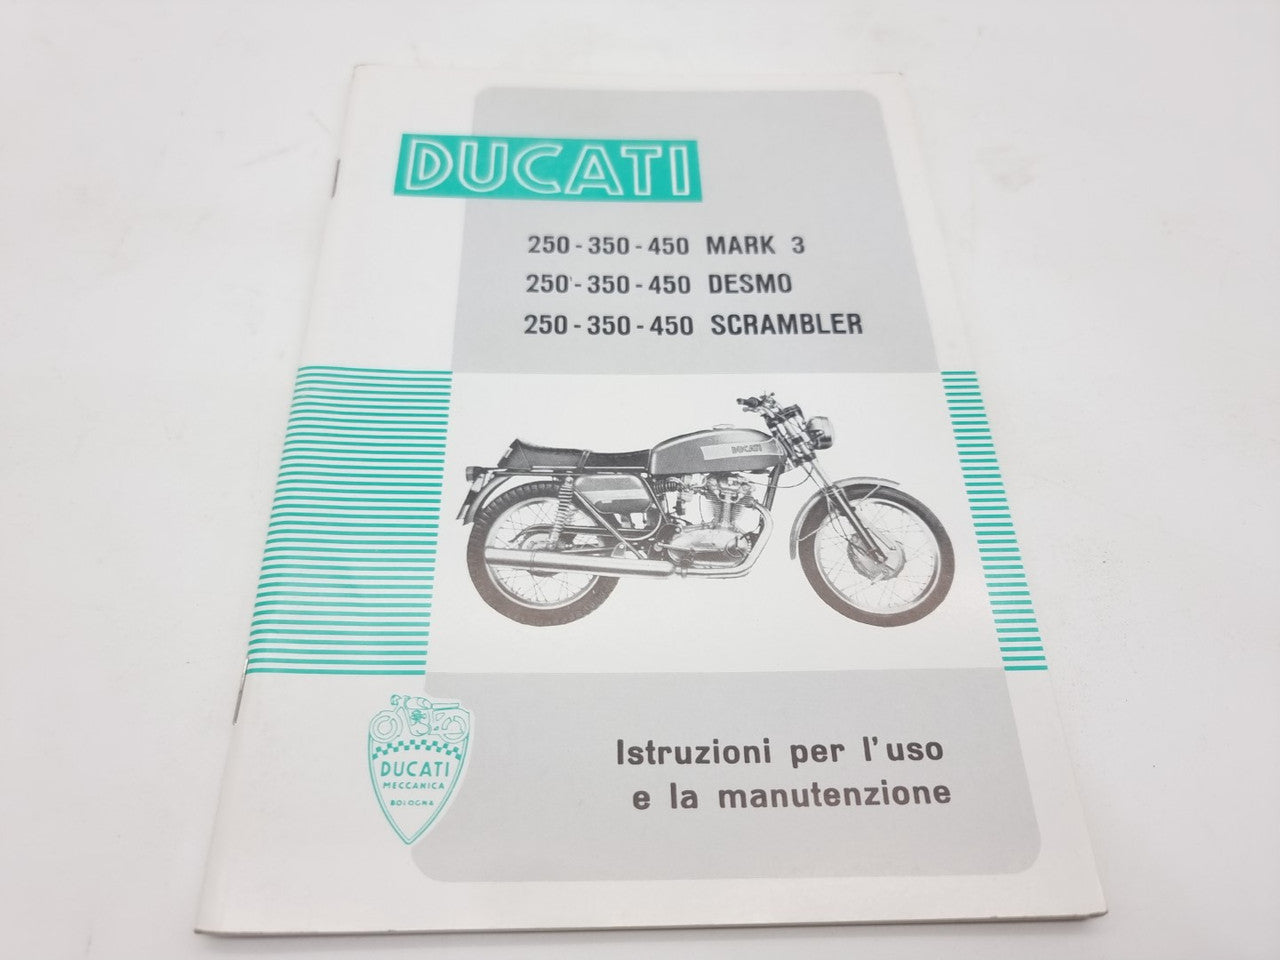 DUCATI
250 - 350 - 450 MARK 3
250 - 350 - 450 DESMO
250 - 350 - 450 SCRAMBLER
DUCATI
DUCATI
MECCANICA
BOLOGNA
Istruzioni per l'uso
e la manutenzione